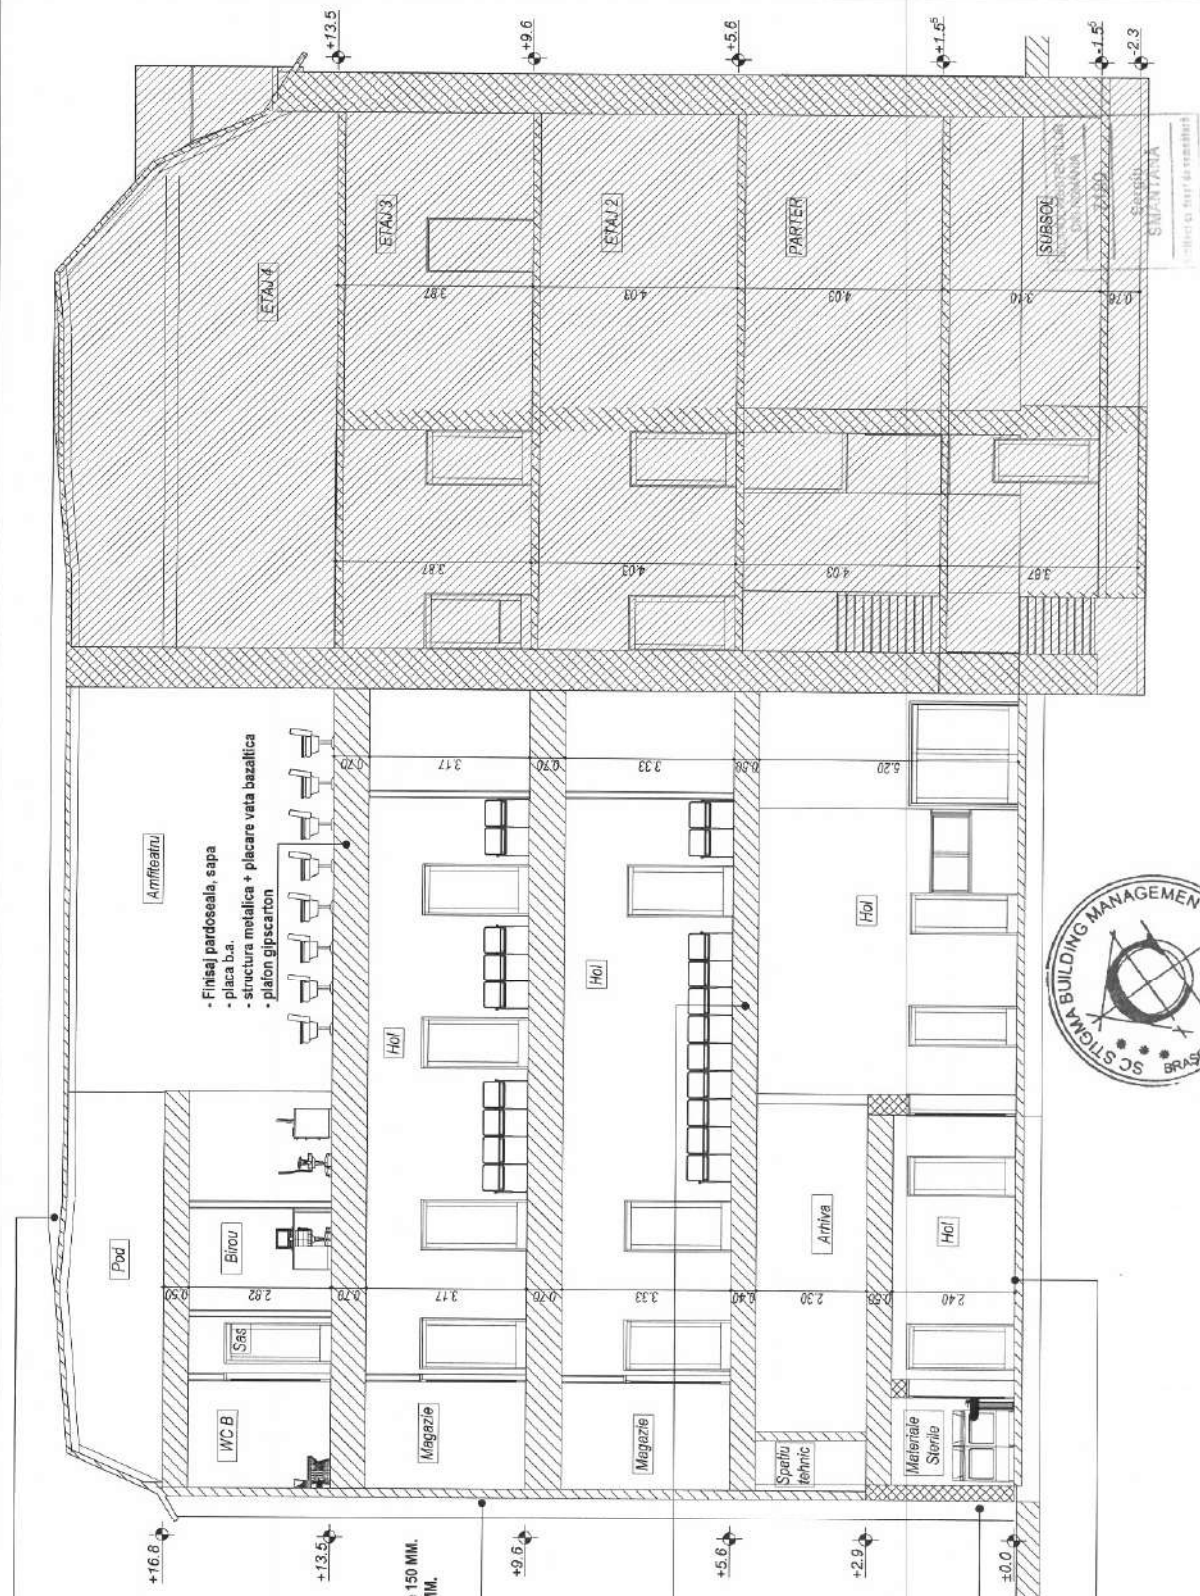 +13.5
+9.6
+5.6
+1.5⁵
-1.5⁵
-2.3
ETAJ 4
ETAJ 3
ETAJ 2
PARTER
SUBSOL
3.87
4.03
4.03
3.10
0.76
3.87
4.03
4.03
3.87
SMANTANA
Amfiteatru
- Finisaj pardoseala, sapa
- placa b.a.
- structura metalica + placare vata bazaltica
- plafon gipscarton
0.70
3.17
0.70
3.33
0.56
5.20
Hol
Hol
Hol
SC STIGMA BUILDING MANAGEMEN
BRAS
Pod
Birou
Sas
WC B
0.50
2.82
0.70
3.17
0.70
3.33
0.40
2.30
0.50
2.40
Magazie
Magazie
Arhiva
Hol
Spatiu
tehnic
Materiale
Sterile
+16.8
+13.5
+9.6
+5.6
+2.9
±0.0
150 MM.
MM.